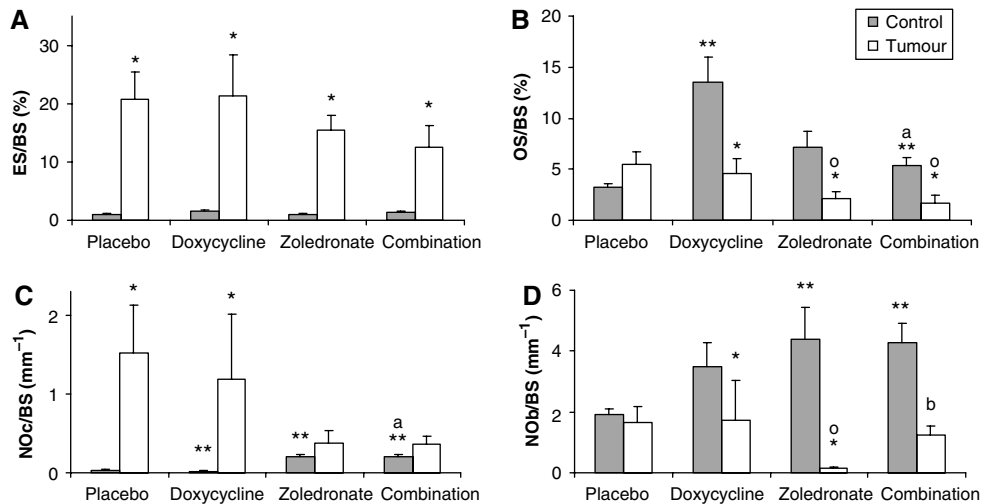 A
ES/BS (%)
30
20
10
0
*
*
*
*
Placebo Doxycycline Zoledronate Combination
B
OS/BS (%)
20
15
10
5
0
**
*
o
*
a
**
o
*
Placebo Doxycycline Zoledronate Combination
Control
Tumour
C
NOc/BS (mm⁻¹)
2
1
0
*
**
*
**
a
**
Placebo Doxycycline Zoledronate Combination
D
NOb/BS (mm⁻¹)
6
4
2
0
*
**
o
*
**
b
Placebo Doxycycline Zoledronate Combination